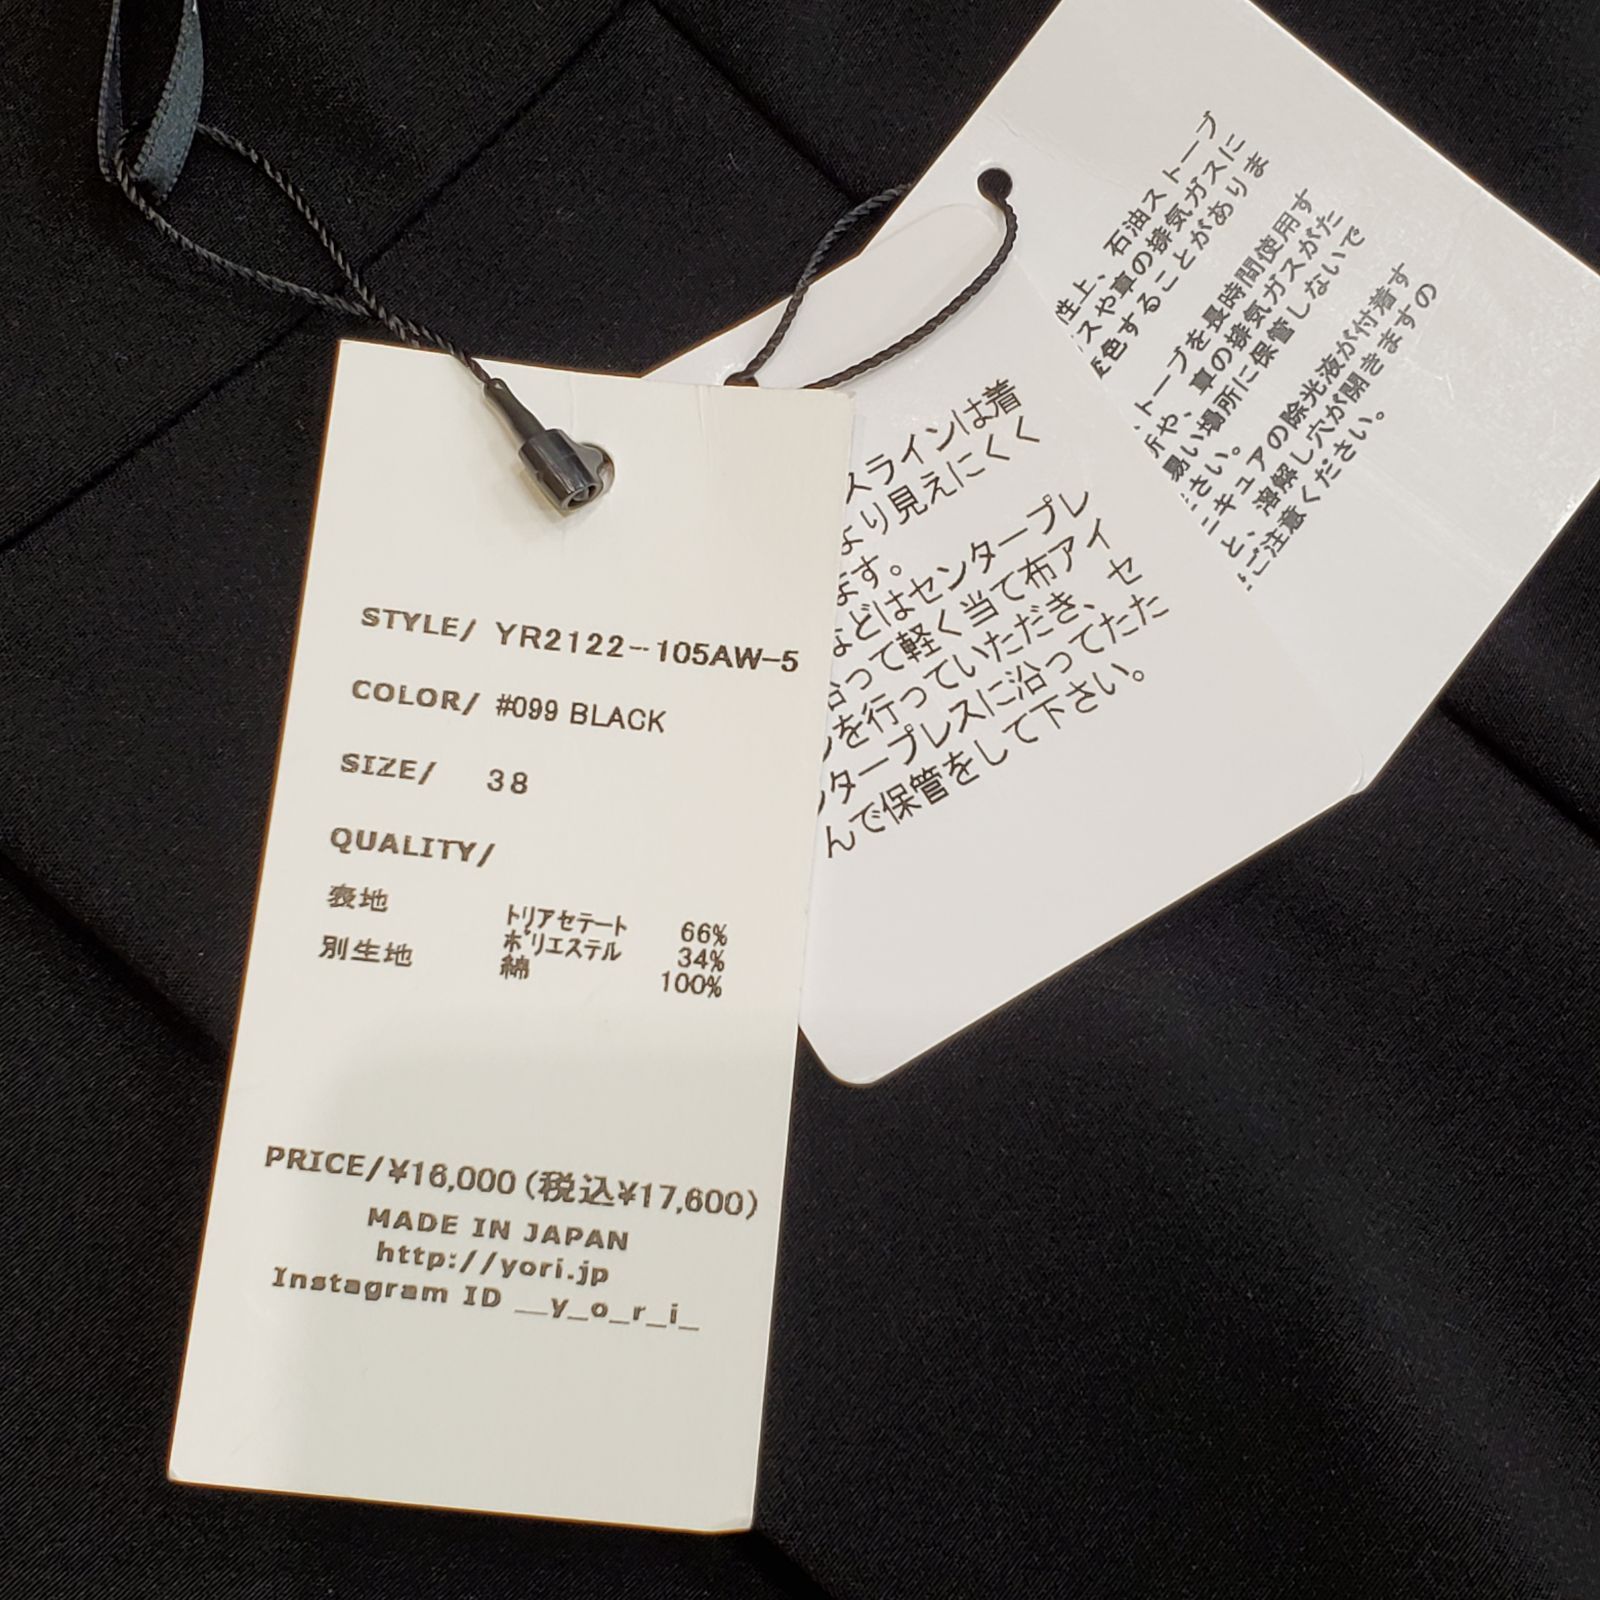 STYLE/ YR2122-105AW-5
COLOR/ #099 BLACK
SIZE/ 38
QUALITY/
表地 トリアセテート 66%
ポリエステル 34%
別生地 綿 100%
PRICE/¥16,000(税込¥17,600)
MADE IN JAPAN
http://yori.jp
Instagram ID __y_o_r_i_
スラインは着
より見えにくく
ます。
などはセンタープレ
沿って軽く当て布アイ
を行っていただき、セ
ンタープレスに沿ってたた
んで保管をして下さい。
性上、石油ストーブ
スや車の排気ガスに
変色することがありま
トーブを長時間使用す
所や、車の排気ガスがた
易い場所に保管しないで
さい。
ニキュアの除光液が付着す
と、溶解し穴が開きますの
ご注意ください。